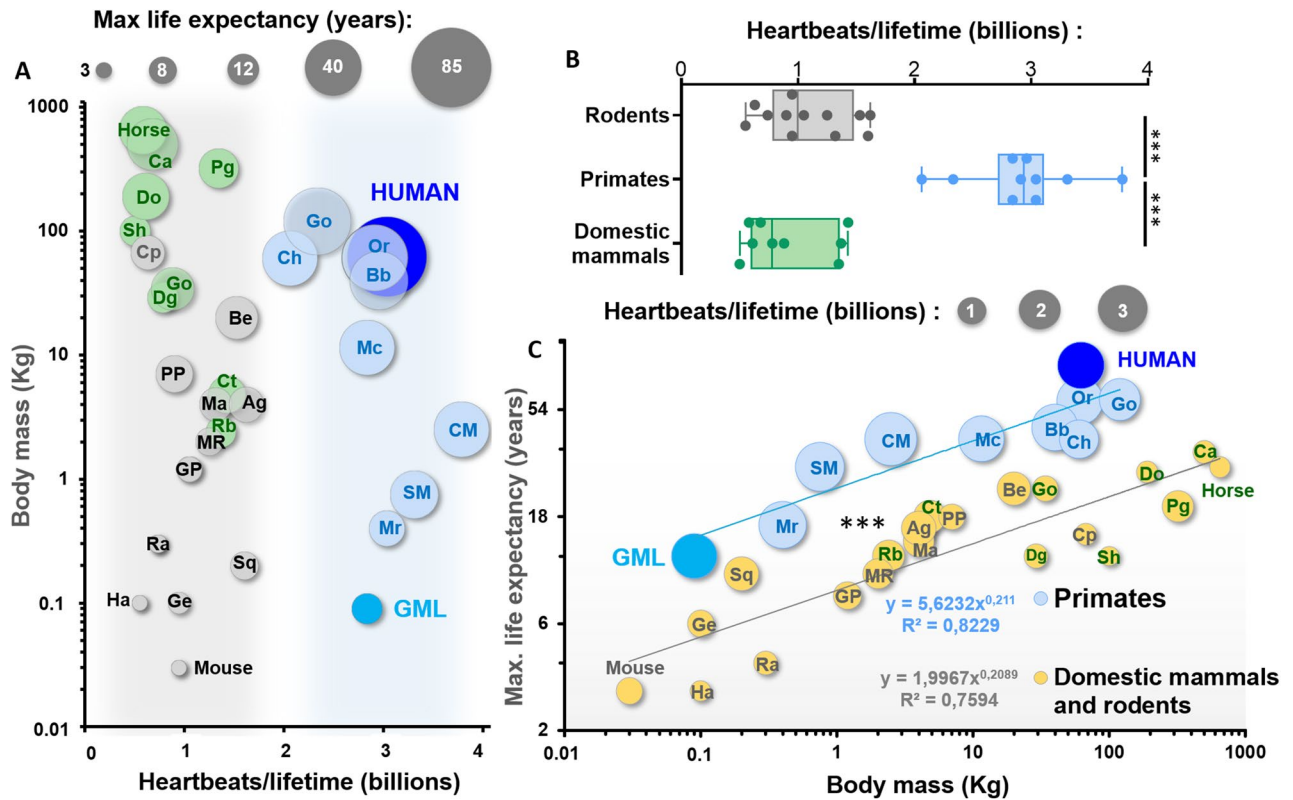 Max life expectancy (years):
A
3
8
12
40
85
1000
100
10
1
0.1
0.01
Body mass (Kg)
Horse
Ca
Pg
Do
Sh
Cp
Go
Dg
Be
PP
Ct
Ma
Ag
Rb
MR
GP
Ra
Sq
Ha
Ge
Mouse
HUMAN
Go
Ch
Or
Bb
Mc
CM
SM
Mr
GML
0 1 2 3 4
Heartbeats/lifetime (billions)
B
Heartbeats/lifetime (billions) :
0 1 2 3 4
Rodents
Primates
Domestic
mammals
***
***
Heartbeats/lifetime (billions) :
1
2
3
C
54
18
6
2
Max. life expectancy (years)
HUMAN
Or
Go
Bb
Ch
Mc
CM
SM
Mr
GML
***
Ca
Horse
Do
Pg
Be
Go
Ct
PP
Ag
Ma
Cp
Dg
Sh
Rb
MR
Sq
GP
Ge
Ra
Ha
Mouse
y = 5,6232x0,211
R² = 0,8229
Primates
y = 1,9967x0,2089
R² = 0,7594
Domestic mammals
and rodents
0.01 0.1 1 10 100 1000
Body mass (Kg)